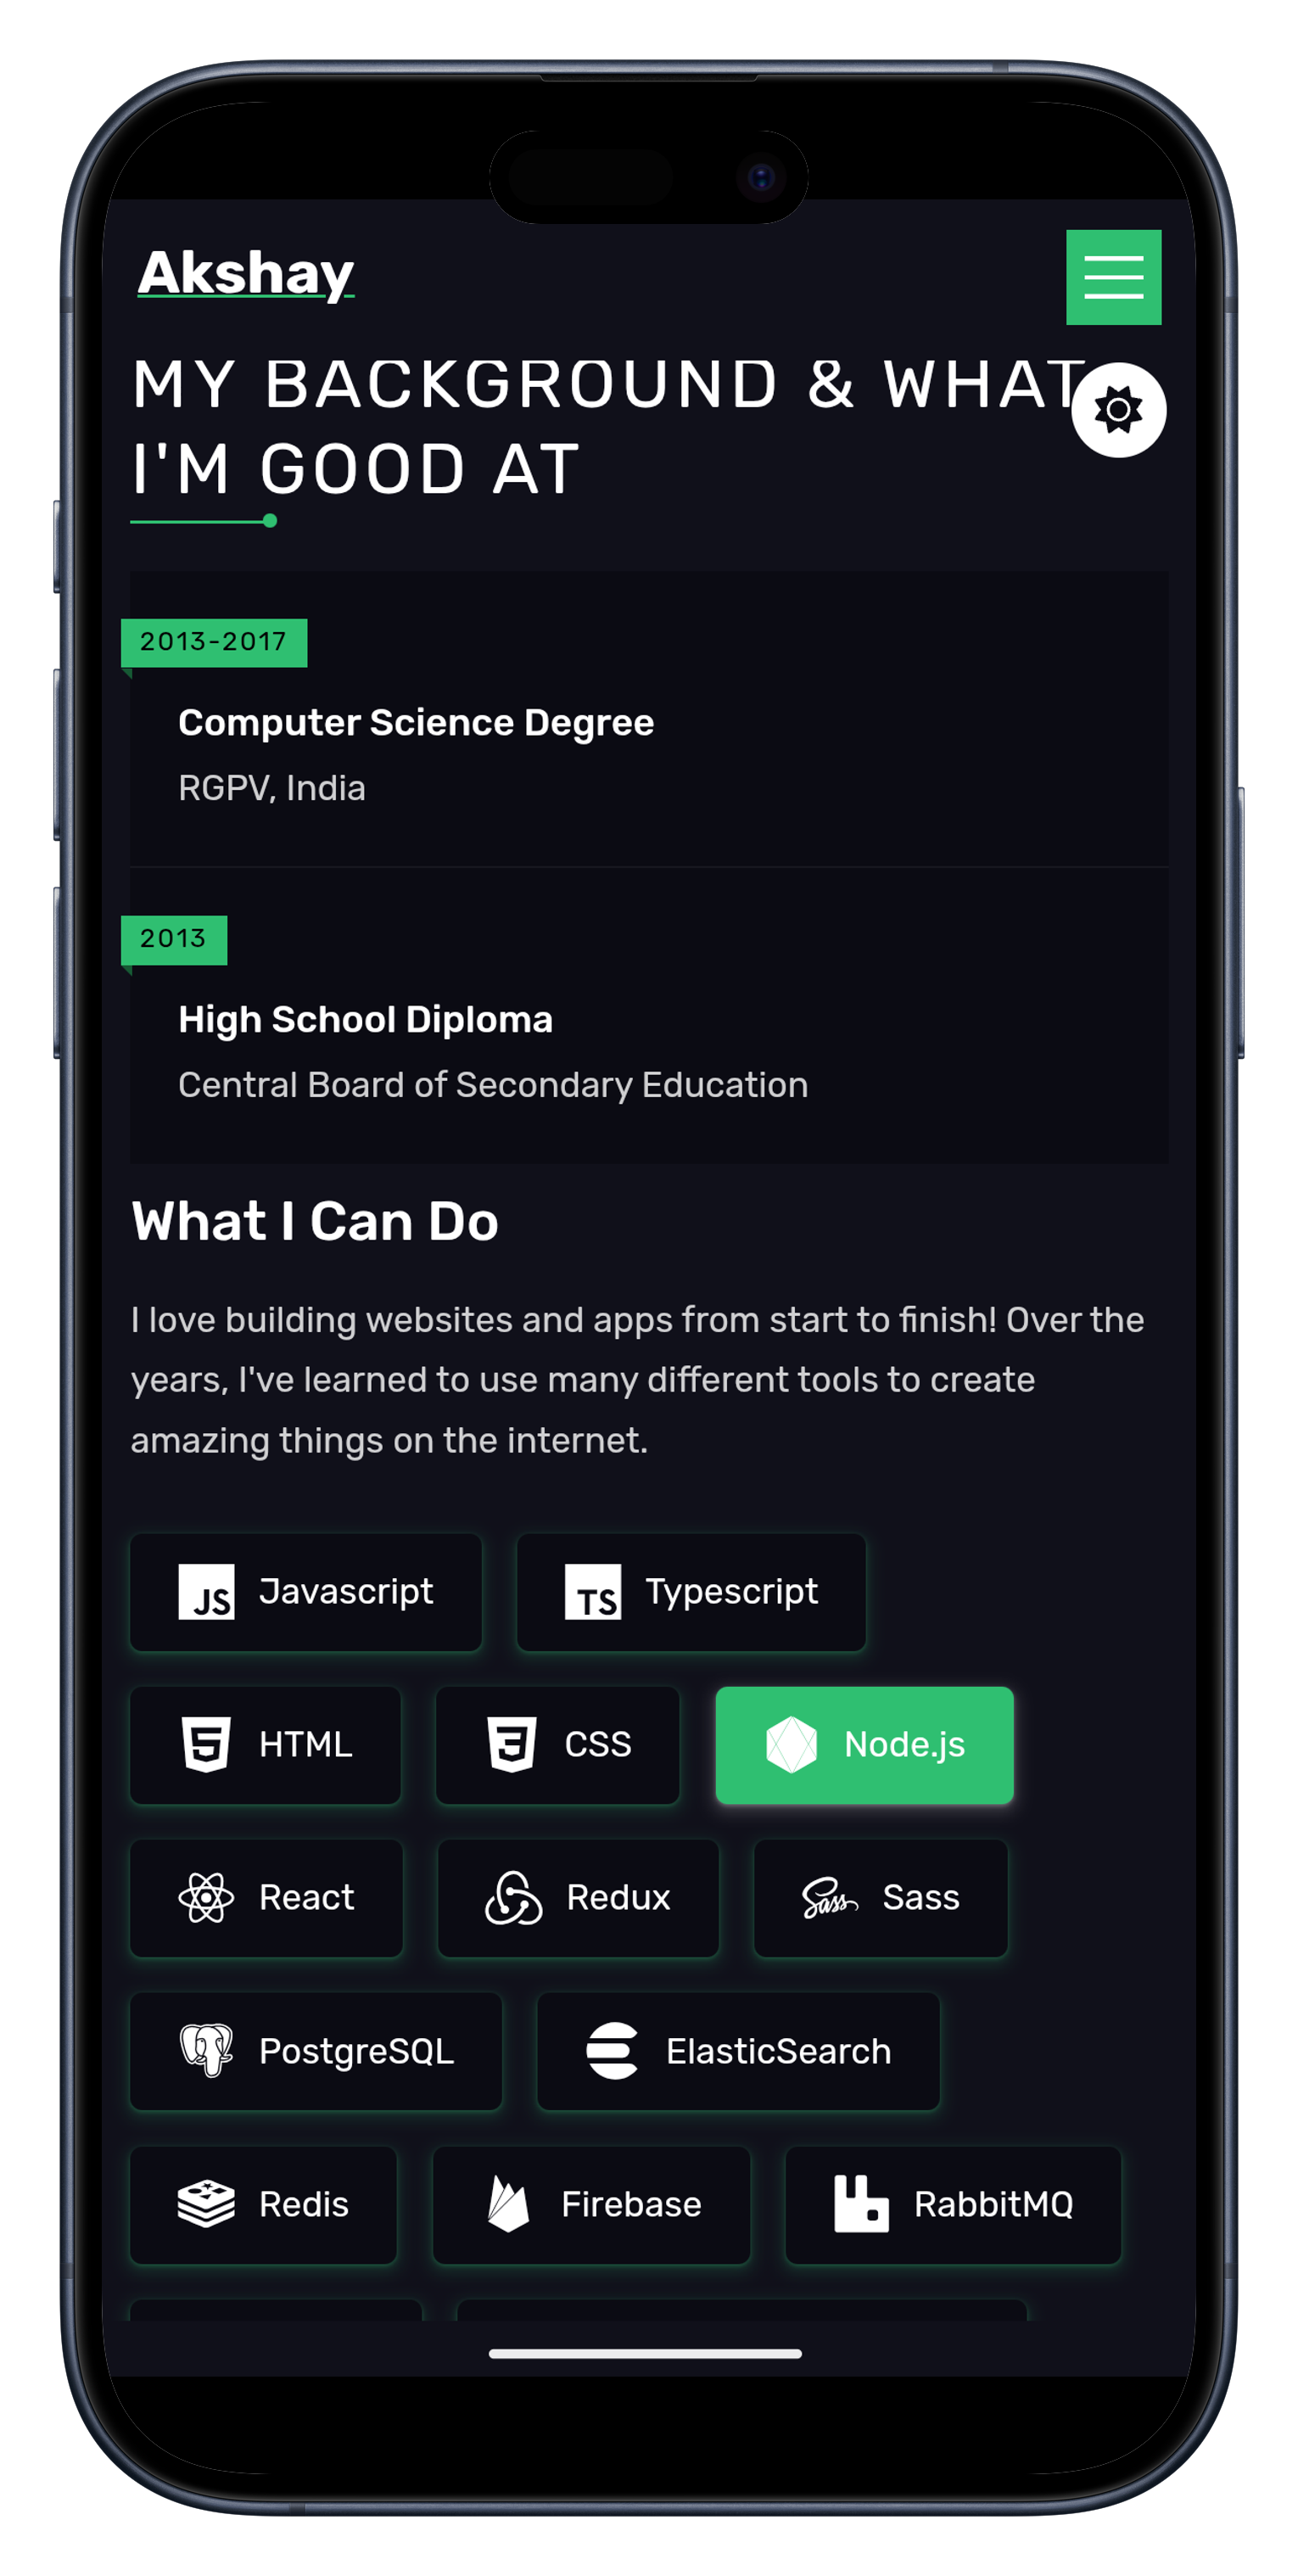 Akshay
MY BACKGROUND & WHAT
I'M GOOD AT
2013-2017
Computer Science Degree
RGPV, India
2013
High School Diploma
Central Board of Secondary Education
What I Can Do
I love building websites and apps from start to finish! Over the
years, I've learned to use many different tools to create
amazing things on the internet.
JS Javascript TS Typescript
HTML CSS Node.js
React Redux Sass Sass
PostgreSQL ElasticSearch
Redis Firebase RabbitMQ